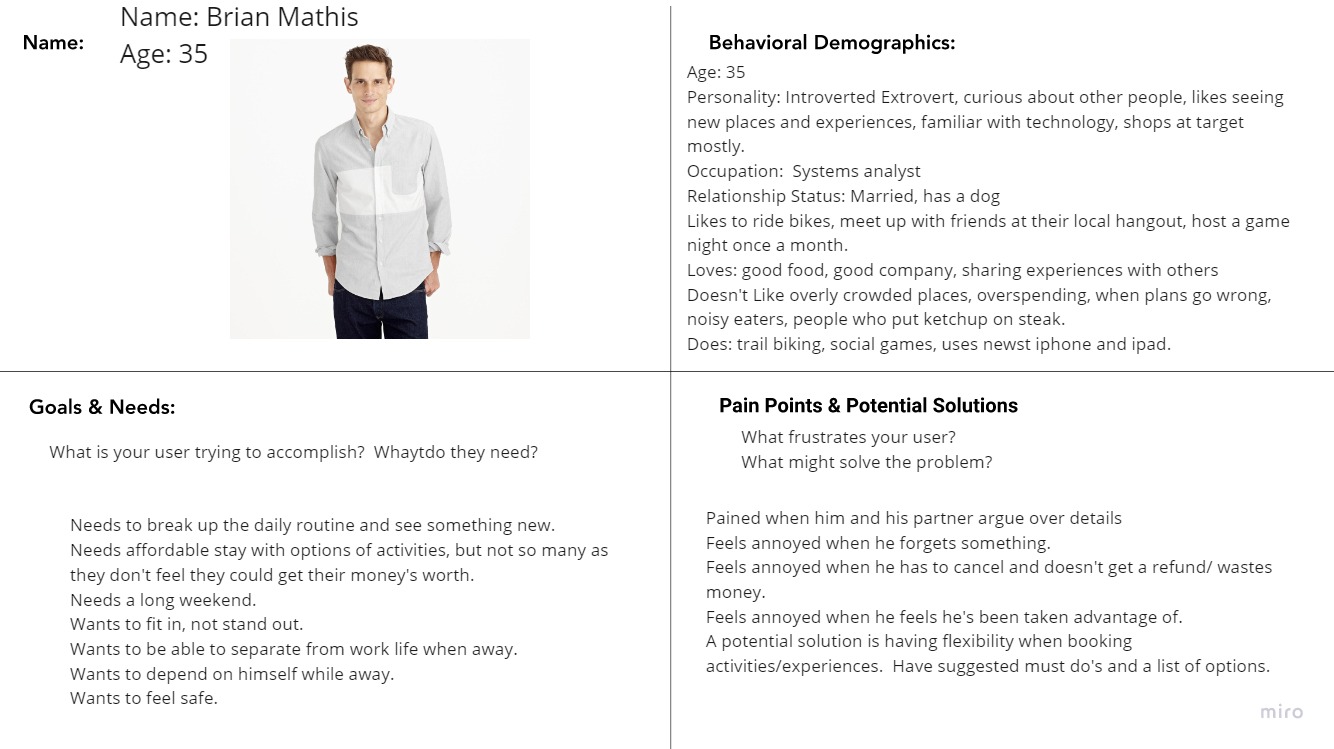 Name:
Name: Brian Mathis
Age: 35
Behavioral Demographics:
Age: 35
Personality: Introverted Extrovert, curious about other people, likes seeing
new places and experiences, familiar with technology, shops at target
mostly.
Occupation:  Systems analyst
Relationship Status: Married, has a dog
Likes to ride bikes, meet up with friends at their local hangout, host a game
night once a month.
Loves: good food, good company, sharing experiences with others
Doesn't Like overly crowded places, overspending, when plans go wrong,
noisy eaters, people who put ketchup on steak.
Does: trail biking, social games, uses newst iphone and ipad.
Goals & Needs:
What is your user trying to accomplish?  Whaytdo they need?
Needs to break up the daily routine and see something new.
Needs affordable stay with options of activities, but not so many as
they don't feel they could get their money's worth.
Needs a long weekend.
Wants to fit in, not stand out.
Wants to be able to separate from work life when away.
Wants to depend on himself while away.
Wants to feel safe.
Pain Points & Potential Solutions
What frustrates your user?
What might solve the problem?
Pained when him and his partner argue over details
Feels annoyed when he forgets something.
Feels annoyed when he has to cancel and doesn't get a refund/ wastes
money.
Feels annoyed when he feels he's been taken advantage of.
A potential solution is having flexibility when booking
activities/experiences.  Have suggested must do's and a list of options.
miro